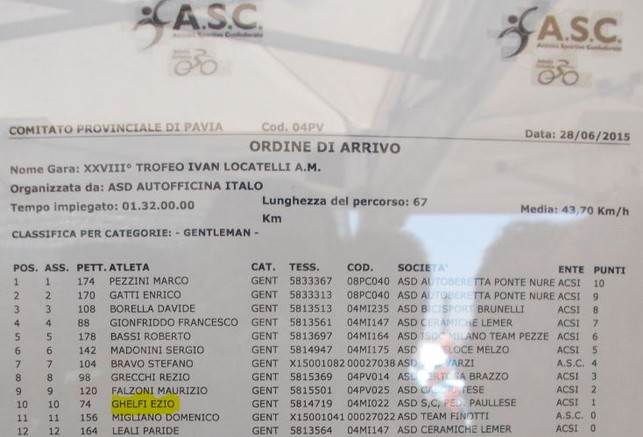 A.S.C. A.S.C.
COMITATO PROVINCIALE DI PAVIA Cod. 04PV Data: 28/06/2015
ORDINE DI ARRIVO
Nome Gara: XXVIII° TROFEO IVAN LOCATELLI A.M.
Organizzata da: ASD AUTOFFICINA ITALO
Tempo impiegato: 01.32.00.00 Lunghezza del percorso: 67 Km Media: 43,70 Km/h
CLASSIFICA PER CATEGORIE: - GENTLEMAN -
POS. ASS. PETT. ATLETA CAT. TESS. COD. SOCIETA' ENTE PUNTI
1 1 174 PEZZINI MARCO GENT 5833367 08PC040 ASD AUTOBERETTA PONTE NURE ACSI 10
2 2 170 GATTI ENRICO GENT 5833313 08PC040 ASD AUTOBERETTA PONTE NURE ACSI 9
3 3 108 BORELLA DAVIDE GENT 5813513 04MI235 ASD BICISPORT BRUNELLI ACSI 8
4 4 88 GIONFRIDDO FRANCESCO GENT 5813561 04MI147 ASD CERAMICHE LEMER ACSI 7
5 5 178 BASSI ROBERTO GENT 5813697 04MI164 ASD MILANO TEAM PEZZE ACSI 6
6 6 142 MADONINI SERGIO GENT 5814947 04MI175 ASD VELOCE MELZO ACSI 5
7 7 104 BRAVO STEFANO GENT X15001082 00027038 ASD VARZI A.S.C. 4
8 8 98 GRECCHI REZIO GENT 5815369 04PV014 ASD BRAZZO ACSI 3
9 9 120 FALZONI MAURIZIO GENT 5815501 04PV025 ASD ACSI 2
10 10 74 GHELFI EZIO GENT 5814719 04MI022 ASD S,C, PED. PAULLESE ACSI 1
11 11 156 MIGLIANO DOMENICO GENT X15001041 00027022 ASD TEAM FINOTTI A.S.C. 0
12 12 164 LEALI PARIDE GENT 5813564 04MI147 ASD CERAMICHE LEMER ACSI 0